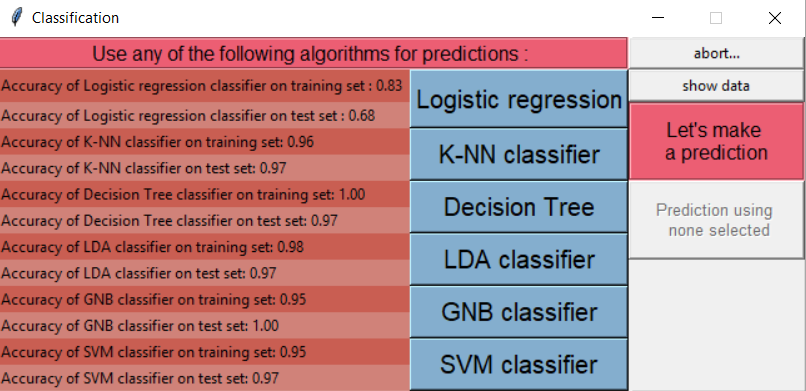 Classification
Use any of the following algorithms for predictions :
abort...
Accuracy of Logistic regression classifier on training set : 0.83
Accuracy of Logistic regression classifier on test set : 0.68
Logistic regression
show data
Let's make
a prediction
Accuracy of K-NN classifier on training set: 0.96
Accuracy of K-NN classifier on test set: 0.97
K-NN classifier
Accuracy of Decision Tree classifier on training set: 1.00
Accuracy of Decision Tree classifier on test set: 0.97
Decision Tree
Prediction using
none selected
Accuracy of LDA classifier on training set: 0.98
Accuracy of LDA classifier on test set: 0.97
LDA classifier
Accuracy of GNB classifier on training set: 0.95
Accuracy of GNB classifier on test set: 1.00
GNB classifier
Accuracy of SVM classifier on training set: 0.95
Accuracy of SVM classifier on test set: 0.97
SVM classifier